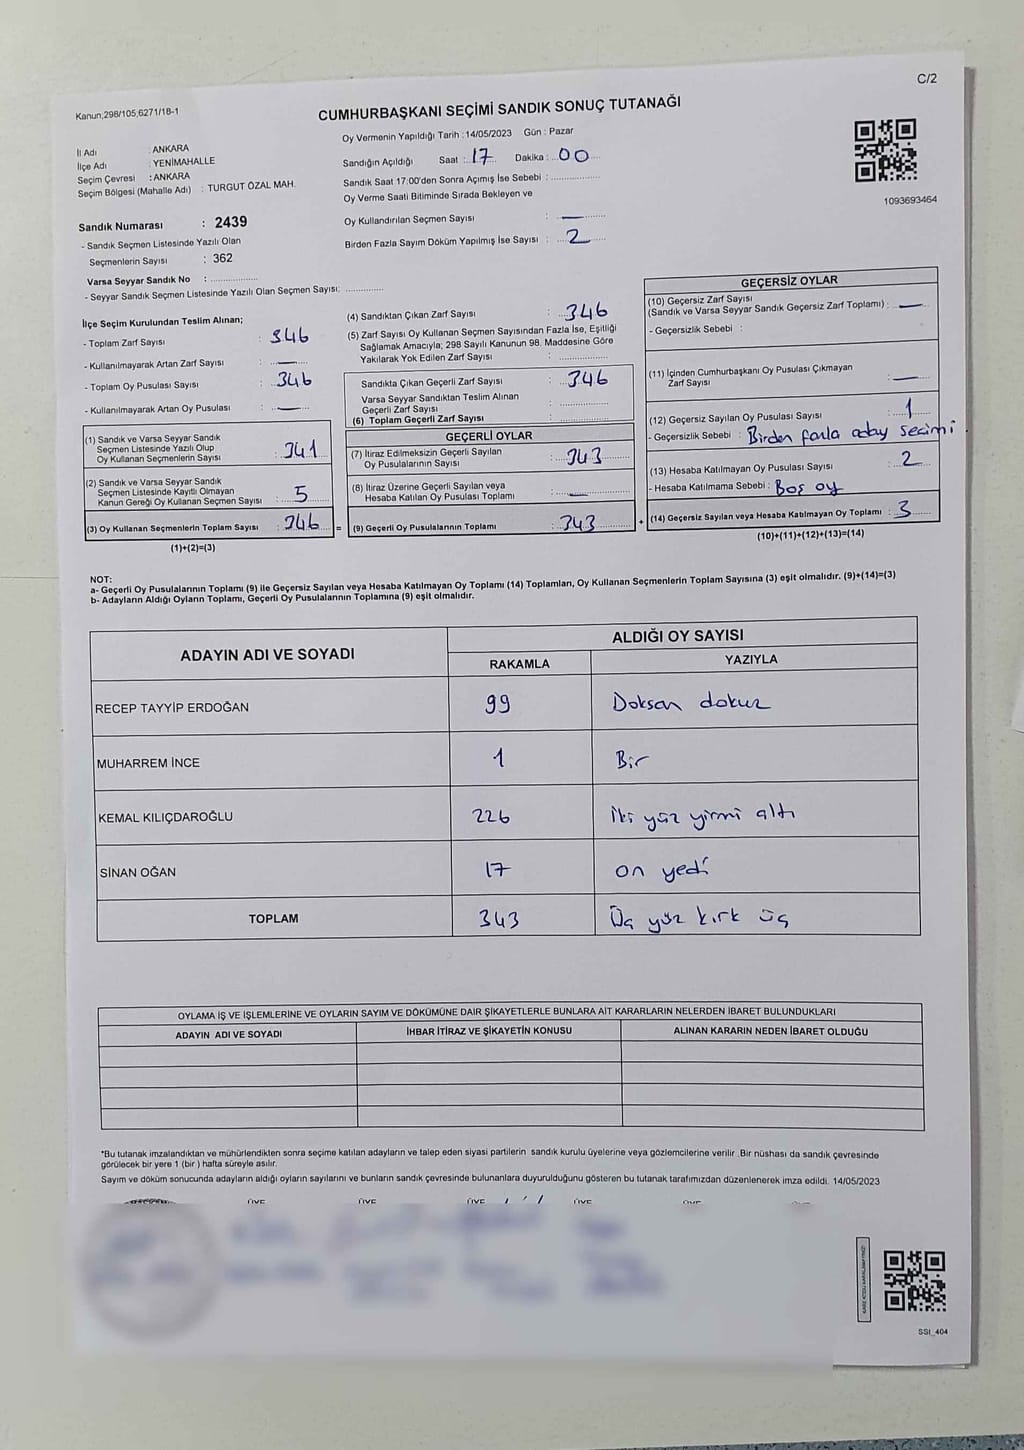 C/2
Kanun;298/105;6271/18-1
CUMHURBAŞKANI SEÇİMİ SANDIK SONUÇ TUTANAĞI
Oy Vermenin Yapıldığı Tarih :14/05/2023 Gün : Pazar
İl Adı : ANKARA
İlçe Adı : YENİMAHALLE
Seçim Çevresi : ANKARA
Seçim Bölgesi (Mahalle Adı) : TURGUT ÖZAL MAH.
Sandığın Açıldığı Saat : 17 Dakika : 00
Sandık Saat 17:00'den Sonra Açımış İse Sebebi :
Oy Verme Saati Bitiminde Sırada Bekleyen ve
Oy Kullandırılan Seçmen Sayısı : —
Birden Fazla Sayım Döküm Yapılmış İse Sayısı : 2
1093693464
Sandık Numarası : 2439
- Sandık Seçmen Listesinde Yazılı Olan
Seçmenlerin Sayısı : 362
Varsa Seyyar Sandık No :
- Seyyar Sandık Seçmen Listesinde Yazılı Olan Seçmen Sayısı:
İlçe Seçim Kurulundan Teslim Alınan;
- Toplam Zarf Sayısı : 346
- Kullanılmayarak Artan Zarf Sayısı : —
- Toplam Oy Pusulası Sayısı : 346
- Kullanılmayarak Artan Oy Pusulası : —
(1) Sandık ve Varsa Seyyar Sandık
Seçmen Listesinde Yazılı Olup
Oy Kullanan Seçmenlerin Sayısı : 341
(2) Sandık ve Varsa Seyyar Sandık
Seçmen Listesinde Kayıtlı Olmayan
Kanun Gereği Oy Kullanan Seçmen Sayısı : 5
(3) Oy Kullanan Seçmenlerin Toplam Sayısı : 346 =
(1)+(2)=(3)
(4) Sandıktan Çıkan Zarf Sayısı : 346
(5) Zarf Sayısı Oy Kullanan Seçmen Sayısından Fazla İse, Eşitliği
Sağlamak Amacıyla; 298 Sayılı Kanunun 98. Maddesine Göre
Yakılarak Yok Edilen Zarf Sayısı :
Sandıkta Çıkan Geçerli Zarf Sayısı : 346
Varsa Seyyar Sandıktan Teslim Alınan
Geçerli Zarf Sayısı :
(6) Toplam Geçerli Zarf Sayısı :
GEÇERLİ OYLAR
(7) İtiraz Edilmeksizin Geçerli Sayılan
Oy Pusulalarının Sayısı : 343
(8) İtiraz Üzerine Geçerli Sayılan veya
Hesaba Katılan Oy Pusulası Toplamı : —
(9) Geçerli Oy Pusulalarının Toplamı : 343 +
GEÇERSİZ OYLAR
(10) Geçersiz Zarf Sayısı
(Sandık ve Varsa Seyyar Sandık Geçersiz Zarf Toplamı) : —
- Geçersizlik Sebebi :
(11) İçinden Cumhurbaşkanı Oy Pusulası Çıkmayan
Zarf Sayısı : —
(12) Geçersiz Sayılan Oy Pusulası Sayısı : 1
- Geçersizlik Sebebi : Birden fazla aday seçimi.
(13) Hesaba Katılmayan Oy Pusulası Sayısı : 2
- Hesaba Katılmama Sebebi : Boş oy
(14) Geçersiz Sayılan veya Hesaba Katılmayan Oy Toplamı : 3
(10)+(11)+(12)+(13)=(14)
NOT:
a- Geçerli Oy Pusulalarının Toplamı (9) ile Geçersiz Sayılan veya Hesaba Katılmayan Oy Toplamı (14) Toplamları, Oy Kullanan Seçmenlerin Toplam Sayısına (3) eşit olmalıdır. (9)+(14)=(3)
b- Adayların Aldığı Oyların Toplamı, Geçerli Oy Pusulalarının Toplamına (9) eşit olmalıdır.
ADAYIN ADI VE SOYADI ALDIĞI OY SAYISI
RAKAMLA YAZIYLA
RECEP TAYYİP ERDOĞAN 99 Doksan dokuz
MUHARREM İNCE 1 Bir
KEMAL KILIÇDAROĞLU 226 İki yüz yirmi altı
SİNAN OĞAN 17 on yedi
TOPLAM 343 Üç yüz kırk üç
OYLAMA İŞ VE İŞLEMLERİNE VE OYLARIN SAYIM VE DÖKÜMÜNE DAİR ŞİKAYETLERLE BUNLARA AİT KARARLARIN NELERDEN İBARET BULUNDUKLARI
ADAYIN ADI VE SOYADI İHBAR İTİRAZ VE ŞİKAYETİN KONUSU ALINAN KARARIN NEDEN İBARET OLDUĞU
*Bu tutanak imzalandıktan ve mühürlendikten sonra seçime katılan adayların ve talep eden siyasi partilerin sandık kurulu üyelerine veya gözlemcilerine verilir .Bir nüshası da sandık çevresinde
görülecek bir yere 1 (bir ) hafta süreyle asılır.
Sayım ve döküm sonucunda adayların aldığı oyların sayılarını ve bunların sandık çevresinde bulunanlara duyurulduğunu gösteren bu tutanak tarafımızdan düzenlenerek imza edildi. 14/05/2023
ÜYE ÜYE ÜYE ÜYE
SSI_404